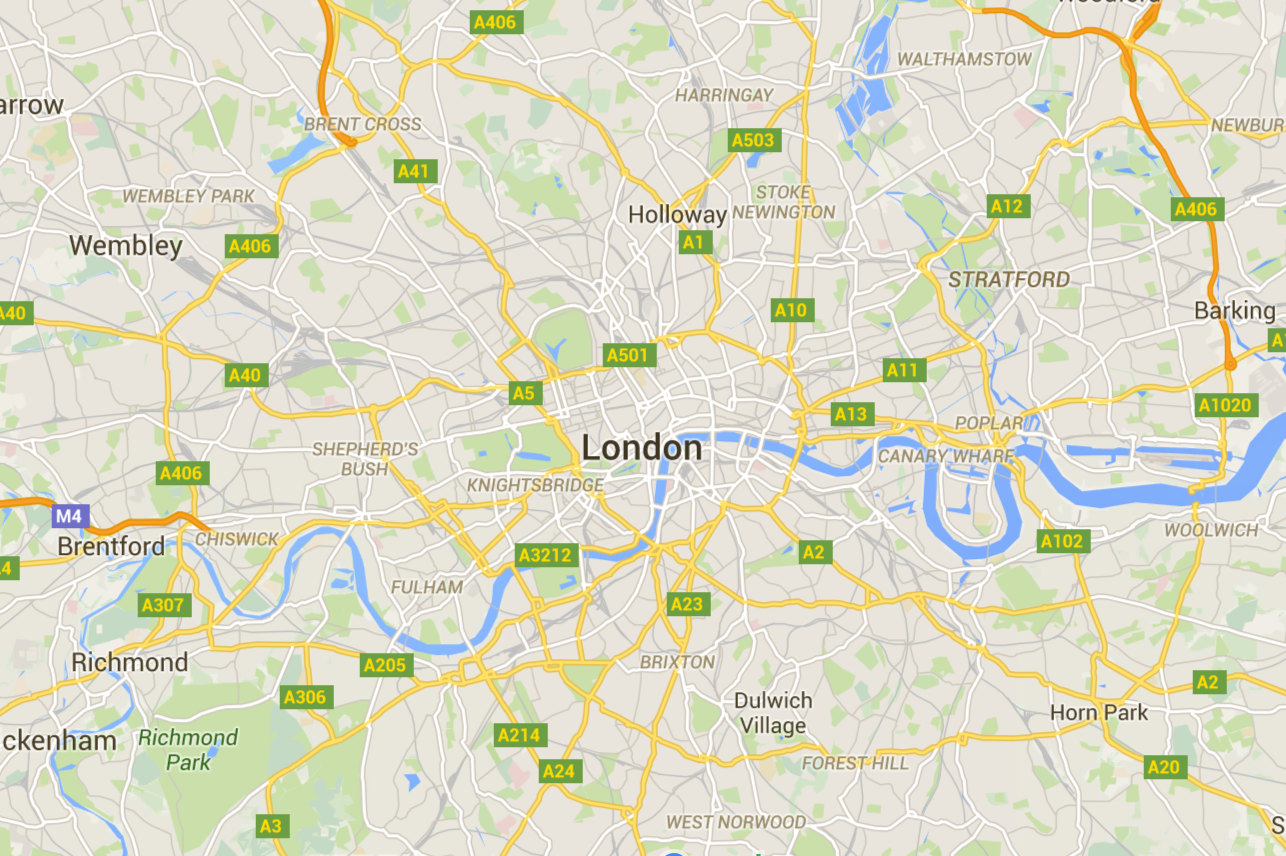 A406
WALTHAMSTOW
HARRINGAY
arrow
BRENT CROSS
NEWBUR
A503
A41
WEMBLEY PARK
STOKE
NEWINGTON
A12
A406
Holloway
A1
Wembley
A406
STRATFORD
A40
A10
Barking
A501
A
A40
A11
A5
A1020
A13
POPLAR
London
SHEPHERD'S
BUSH
CANARY WHARF
A406
KNIGHTSBRIDGE
M4
WOOLWICH
CHISWICK
Brentford
A102
A3212
A2
4
FULHAM
A307
A23
Richmond
A205
BRIXTON
A2
A306
Dulwich
Village
Horn Park
ckenham
Richmond
Park
A214
FOREST HILL
A24
A20
A3
WEST NORWOOD
S